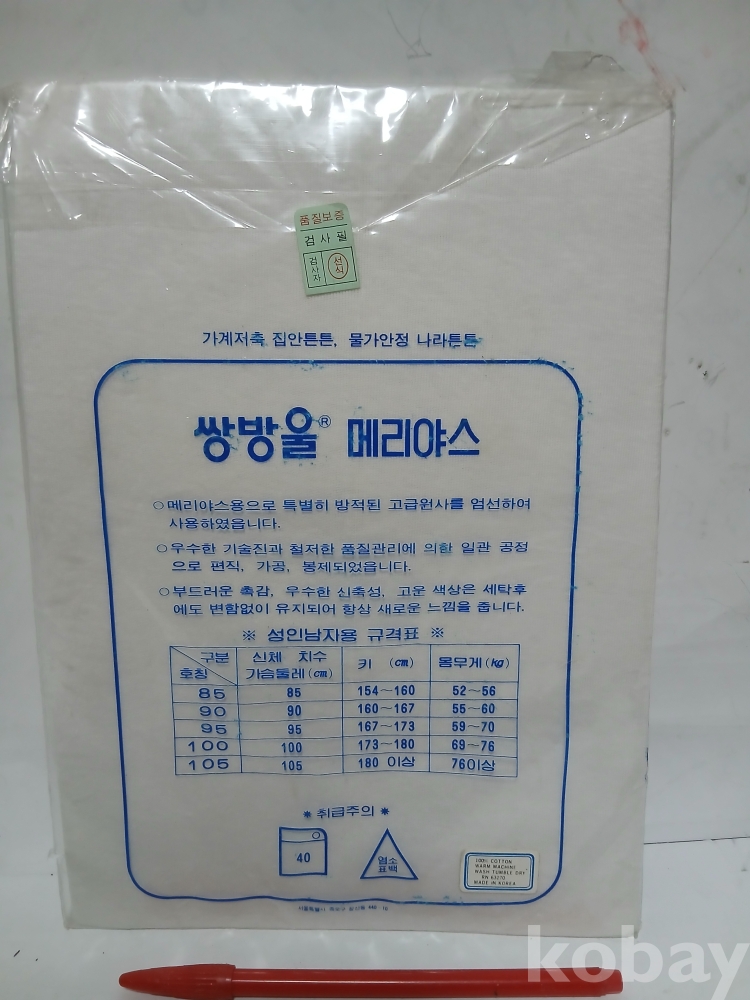 품질보증
검사필
검사자 선식
가계저축 집안튼튼, 물가안정 나라튼튼
쌍방울® 메리야스
○메리야스용으로 특별히 방적된 고급원사를 엄선하여
사용하였읍니다.
○우수한 기술진과 철저한 품질관리에 의한 일관 공정
으로 편직, 가공, 봉제되었읍니다.
○부드러운 촉감, 우수한 신축성, 고운 색상은 세탁후
에도 변함없이 유지되어 항상 새로운 느낌을 줍니다.
※ 성인남자용 규격표 ※
구분 호칭 신체 치수 가슴둘레(cm) 키 (cm) 몸무게(kg)
85 85 154~160 52~56
90 90 160~167 55~60
95 95 167~173 59~70
100 100 173~180 69~76
105 105 180 이상 76이상
* 취급주의 *
40
염소
표백
100% COTTON
WARM MACHINE
WASH TUMBLE DRY
RN 63770
MADE IN KOREA
서울특별시
kobay